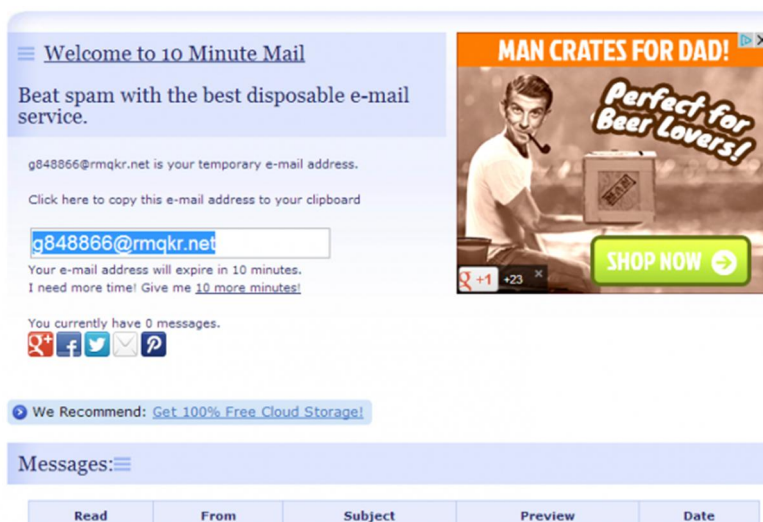 Welcome to 10 Minute Mail
Beat spam with the best disposable e-mail
service.
g848866@rmqkr.net is your temporary e-mail address.
Click here to copy this e-mail address to your clipboard
g848866@rmqkr.net
Your e-mail address will expire in 10 minutes.
I need more time! Give me 10 more minutes!
You currently have 0 messages.
MAN CRATES FOR DAD!
Perfect for
Beer Lovers!
MAN
SHOP NOW
g +1 +23
We Recommend: Get 100% Free Cloud Storage!
Messages:
Read From Subject Preview Date